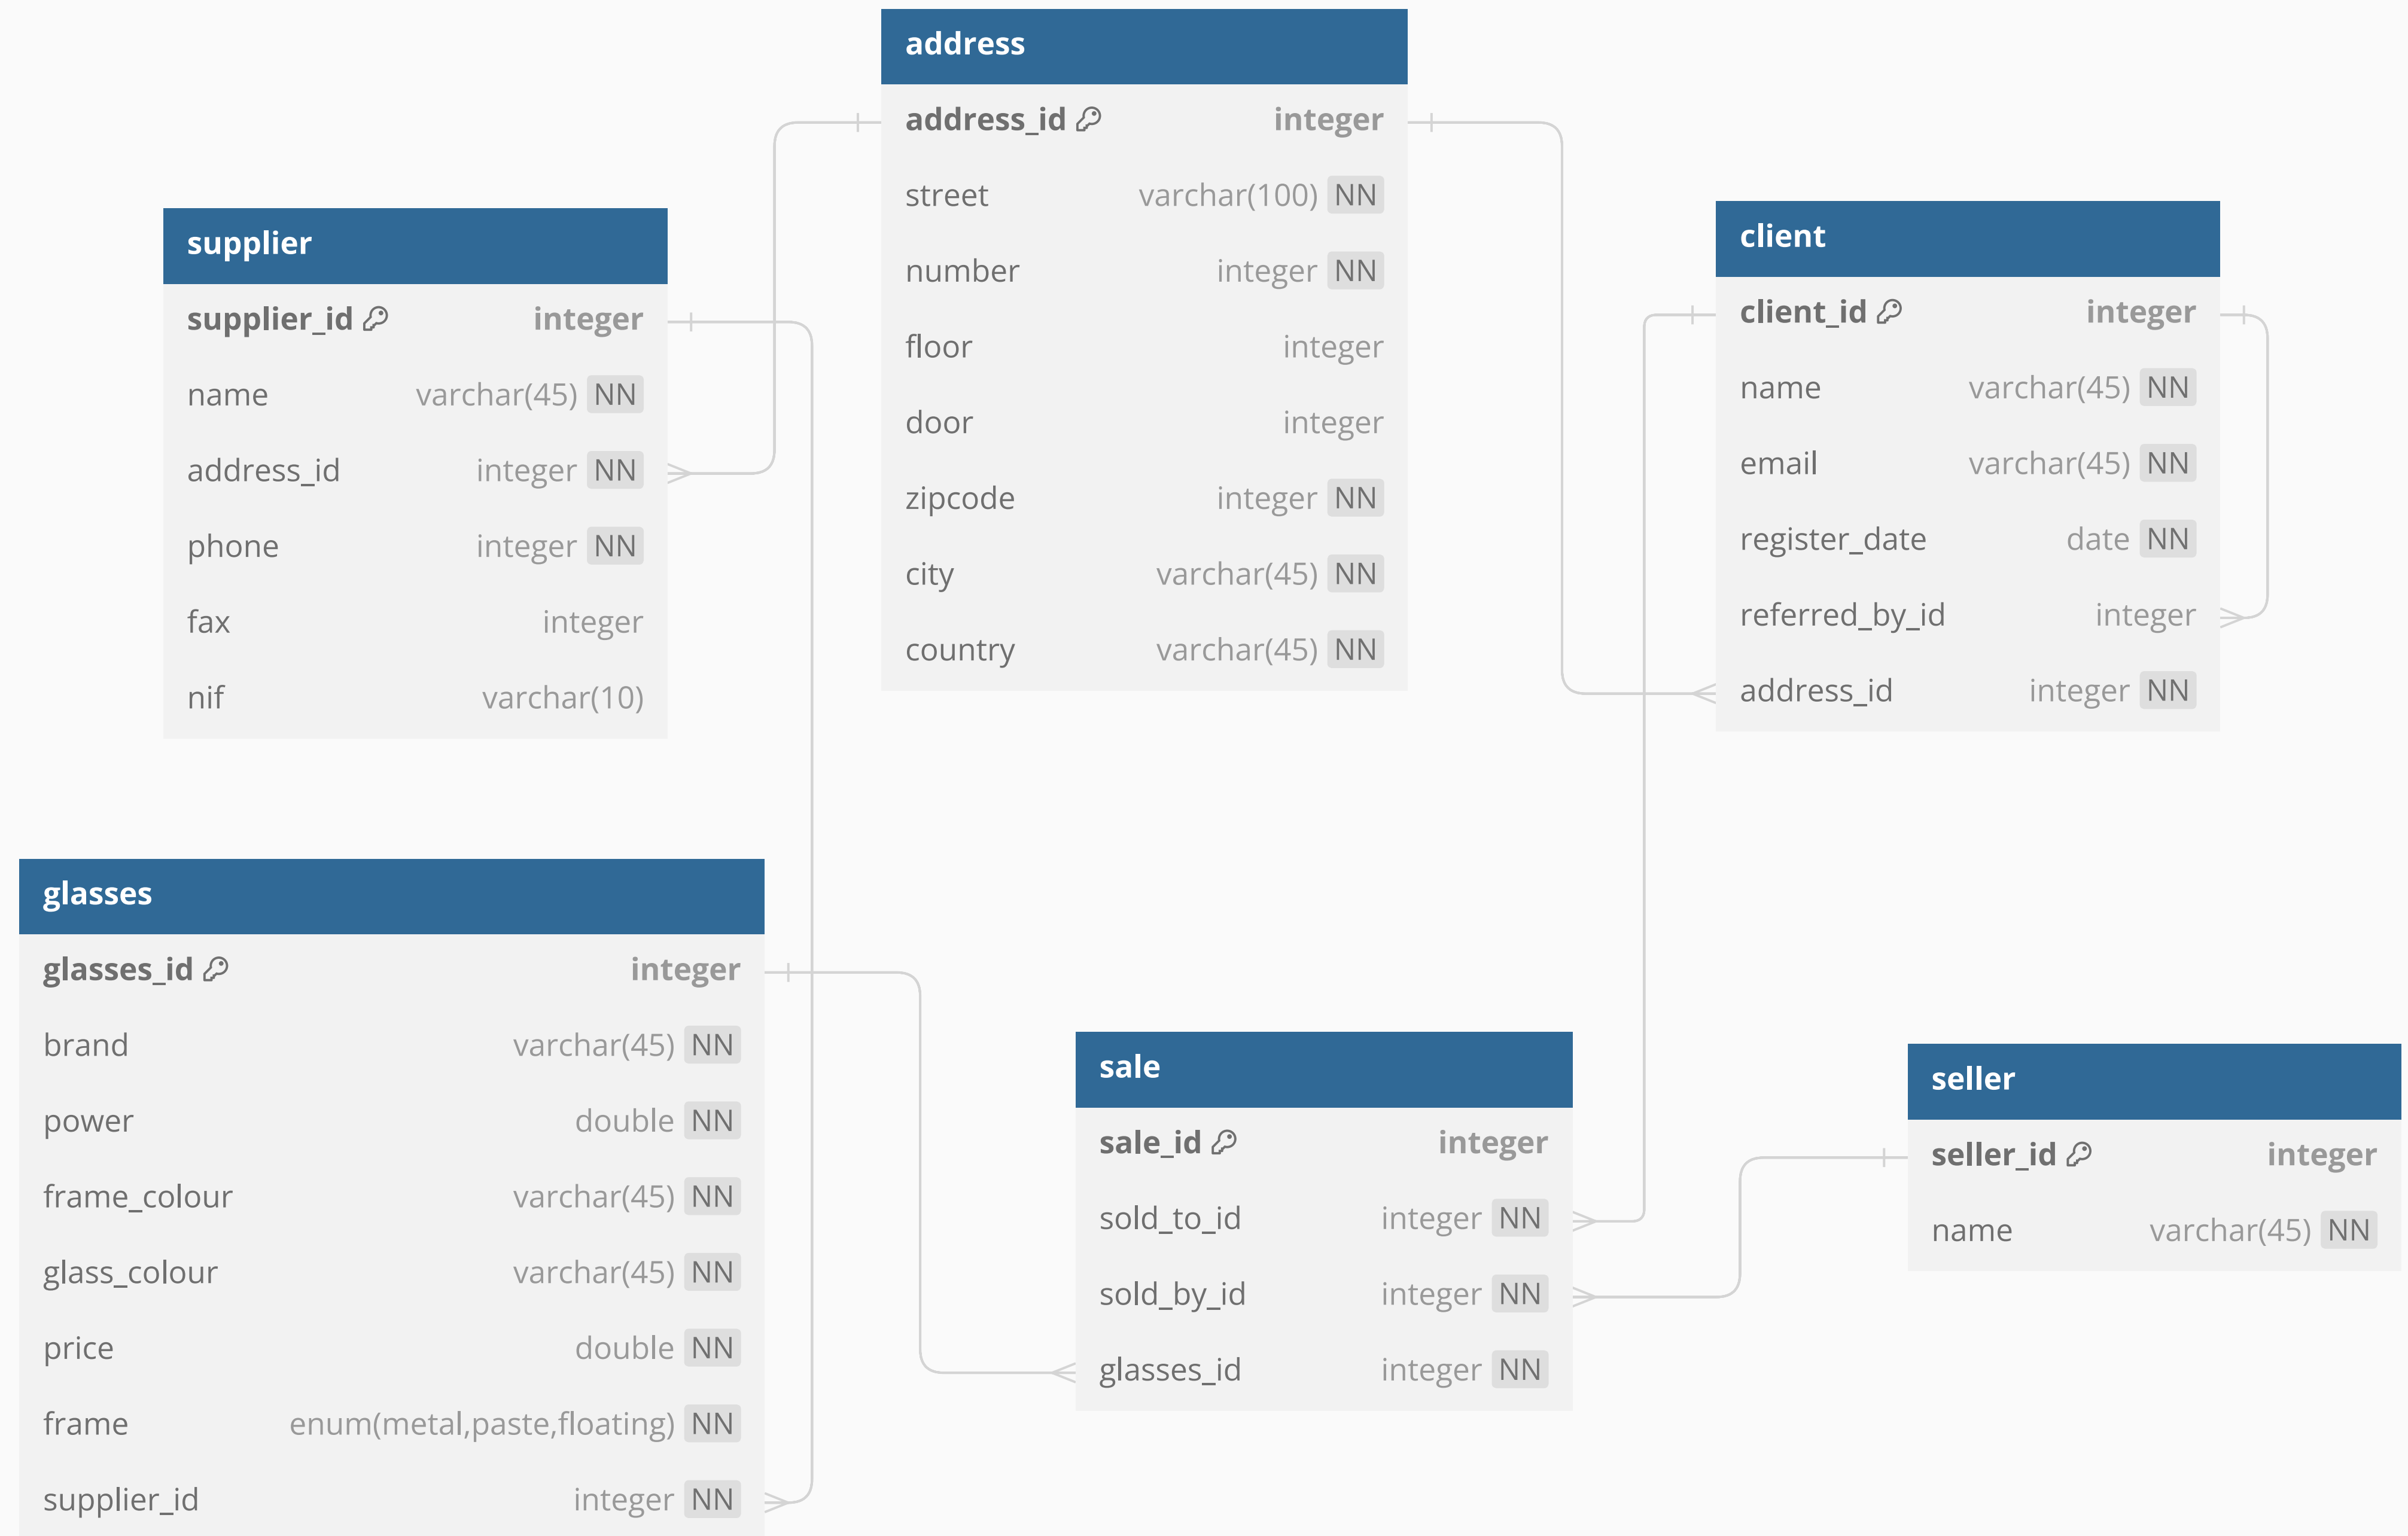 address
address_id integer
street varchar(100) NN
number integer NN
floor integer
door integer
zipcode integer NN
city varchar(45) NN
country varchar(45) NN
supplier
supplier_id integer
name varchar(45) NN
address_id integer NN
phone integer NN
fax integer
nif varchar(10)
client
client_id integer
name varchar(45) NN
email varchar(45) NN
register_date date NN
referred_by_id integer
address_id integer NN
glasses
glasses_id integer
brand varchar(45) NN
power double NN
frame_colour varchar(45) NN
glass_colour varchar(45) NN
price double NN
frame enum(metal,paste,floating) NN
supplier_id integer NN
sale
sale_id integer
sold_to_id integer NN
sold_by_id integer NN
glasses_id integer NN
seller
seller_id integer
name varchar(45) NN